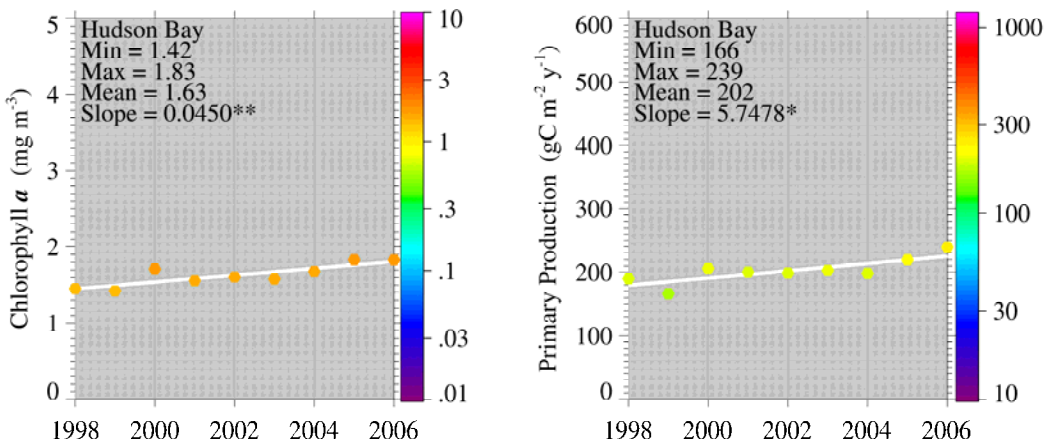 5
4
3
2
1
0
Chlorophyll a (mg m-3)
Hudson Bay
Min = 1.42
Max = 1.83
Mean = 1.63
Slope = 0.0450**
1998 2000 2002 2004 2006
10
3
1
.3
.1
.03
.01
600
500
400
300
200
100
0
Primary Production (gC m-2 y-1)
Hudson Bay
Min = 166
Max = 239
Mean = 202
Slope = 5.7478*
1998 2000 2002 2004 2006
1000
300
100
30
10